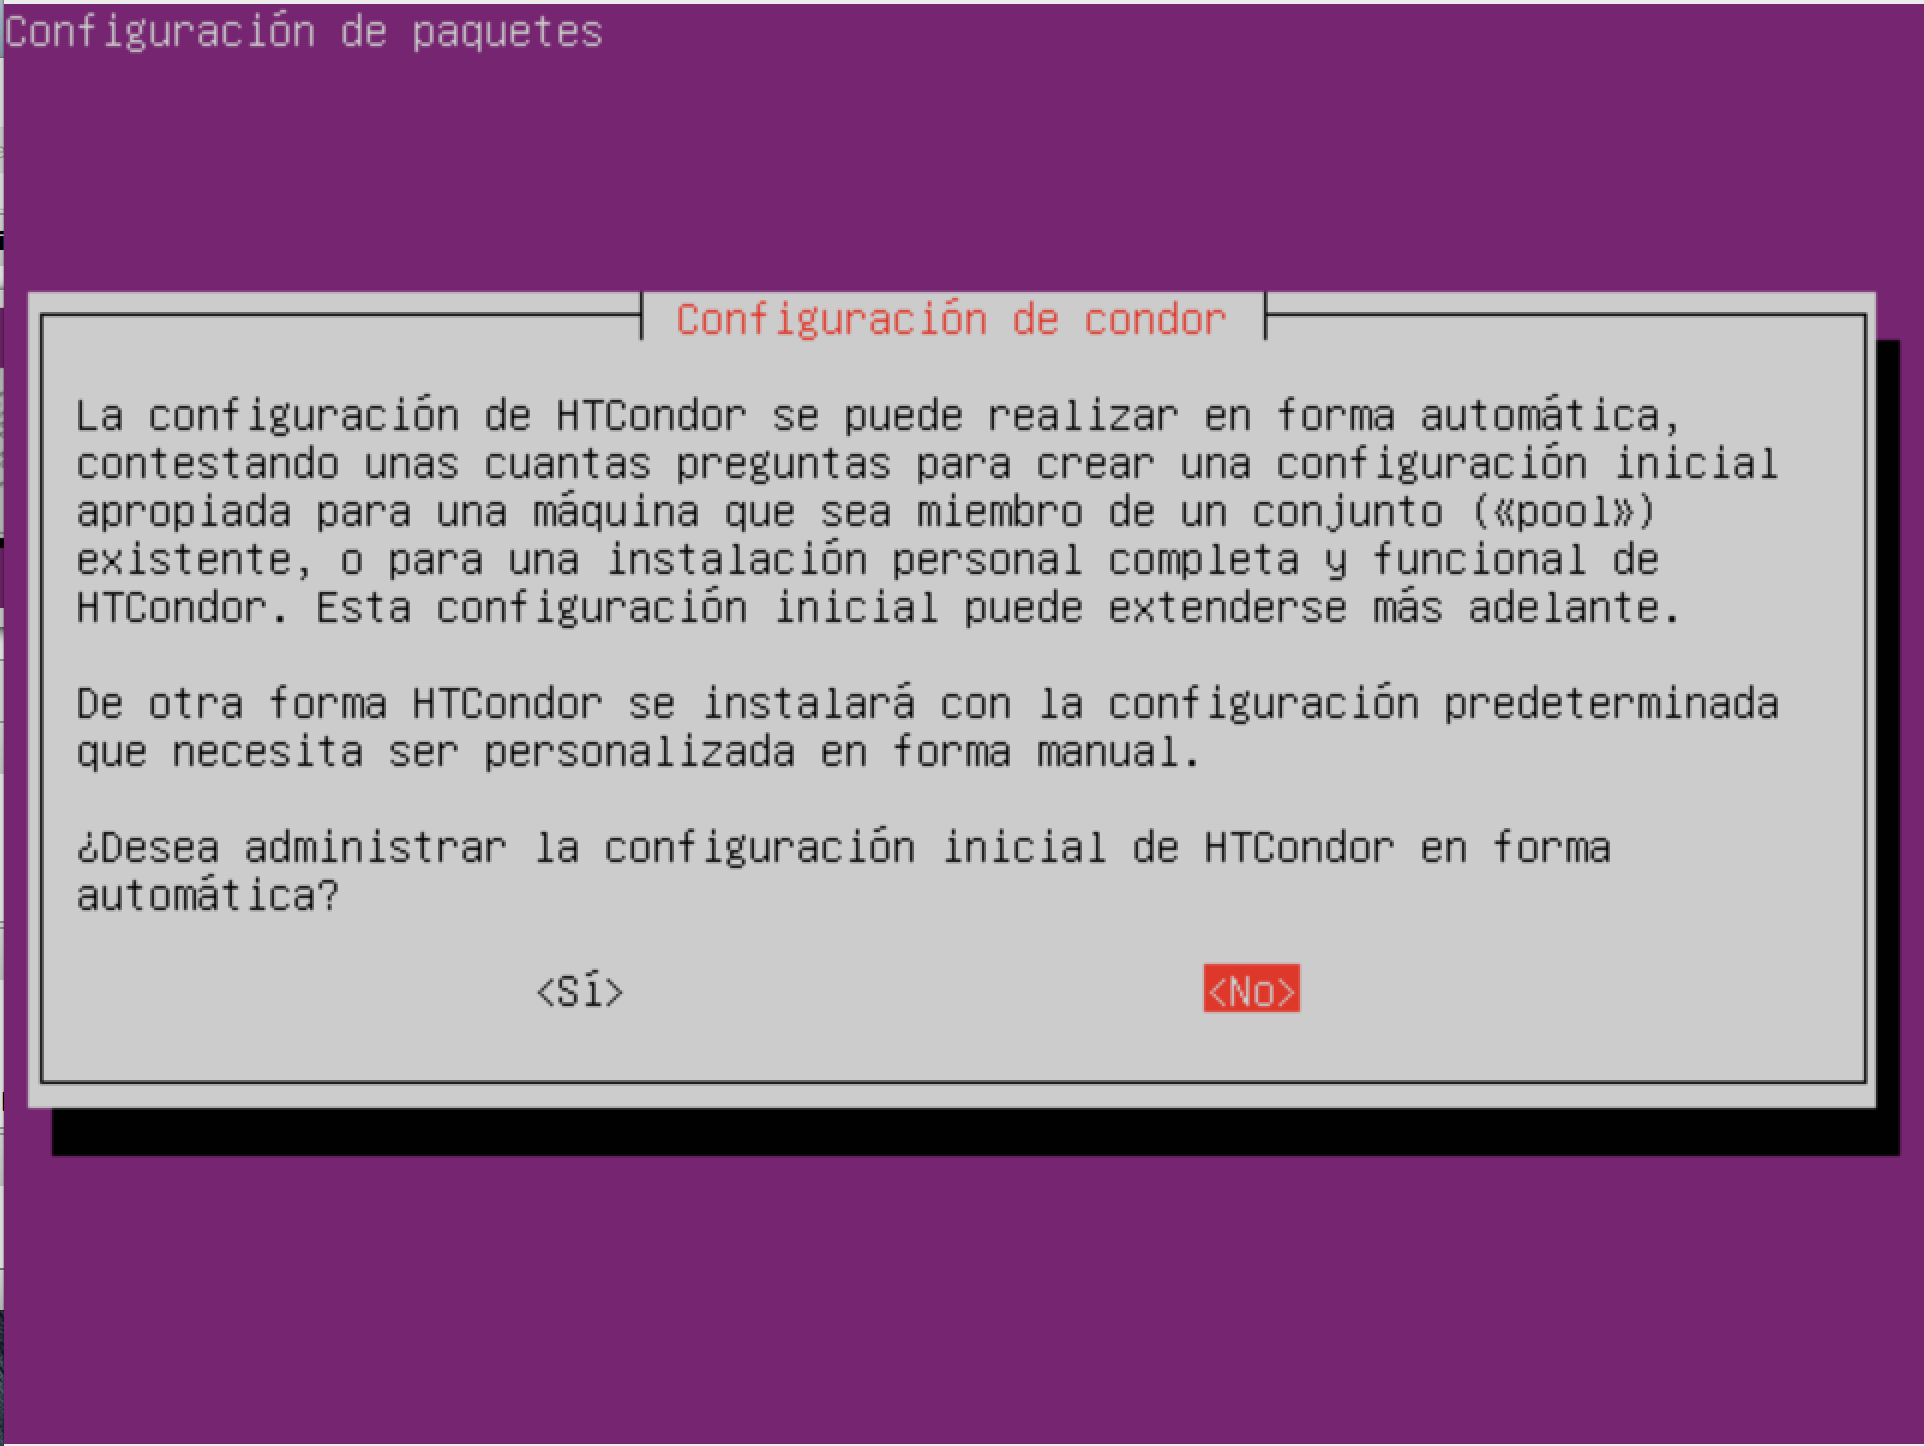 Configuración de paquetes
Configuración de condor
La configuración de HTCondor se puede realizar en forma automática,
contestando unas cuantas preguntas para crear una configuración inicial
apropiada para una máquina que sea miembro de un conjunto («pool»)
existente, o para una instalación personal completa y funcional de
HTCondor. Esta configuración inicial puede extenderse más adelante.
De otra forma HTCondor se instalará con la configuración predeterminada
que necesita ser personalizada en forma manual.
¿Desea administrar la configuración inicial de HTCondor en forma
automática?
<Sí> <No>